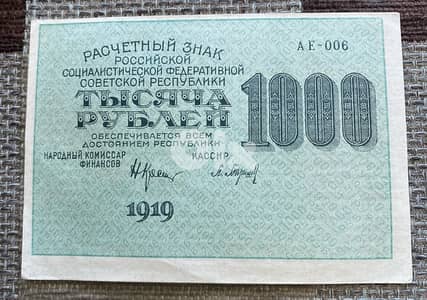 РАСЧЕТНЫЙ ЗНАК
РОССИЙСКОЙ
СОЦИАЛИСТИЧЕСКОЙ ФЕДЕРАТИВНОЙ
СОВЕТСКОЙ РЕСПУБЛИКИ
ТЫСЯЧА
РУБЛЕЙ
ОБЕСПЕЧИВАЕТСЯ ВСЕМ
ДОСТОЯНИЕМ РЕСПУБЛИКИ
НАРОДНЫЙ КОМИССАР
ФИНАНСОВ
КАССИР
1919
АЕ-006
1000